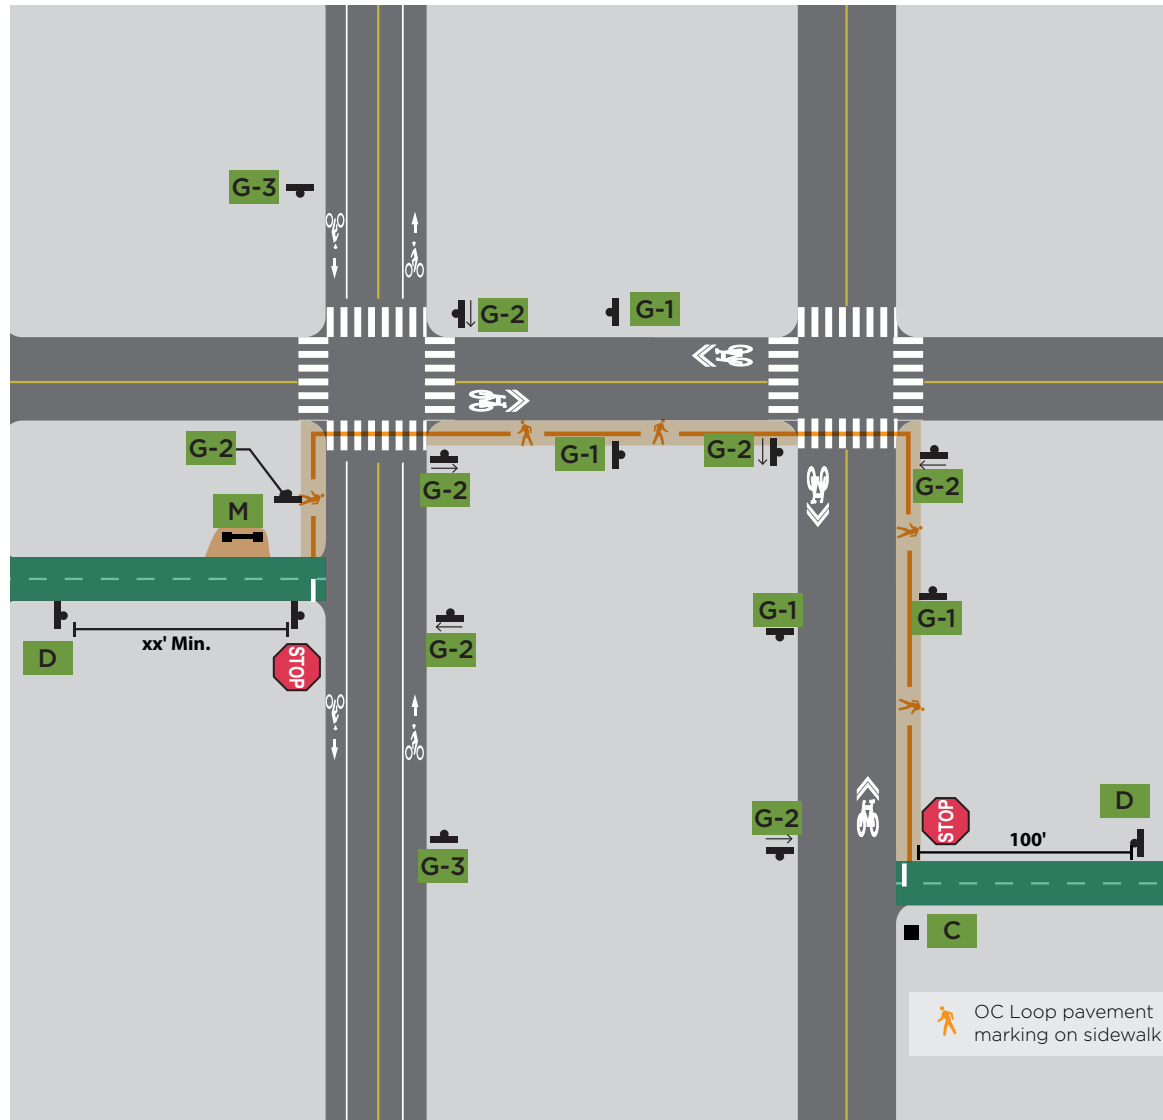 G-3
G-2
G-1
G-2
G-1
G-2
G-2
G-2
M
G-1
G-1
D
xx' Min.
STOP
G-2
G-2
G-3
STOP
100'
D
C
OC Loop pavement
marking on sidewalk